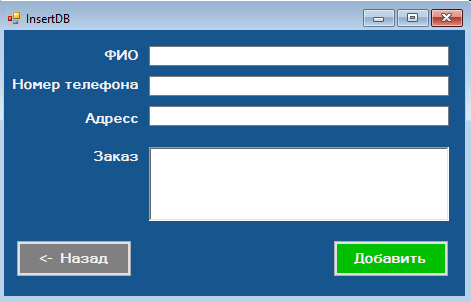 InsertDB
ФИО
Номер телефона
Адресс
Заказ
<- Назад
Добавить